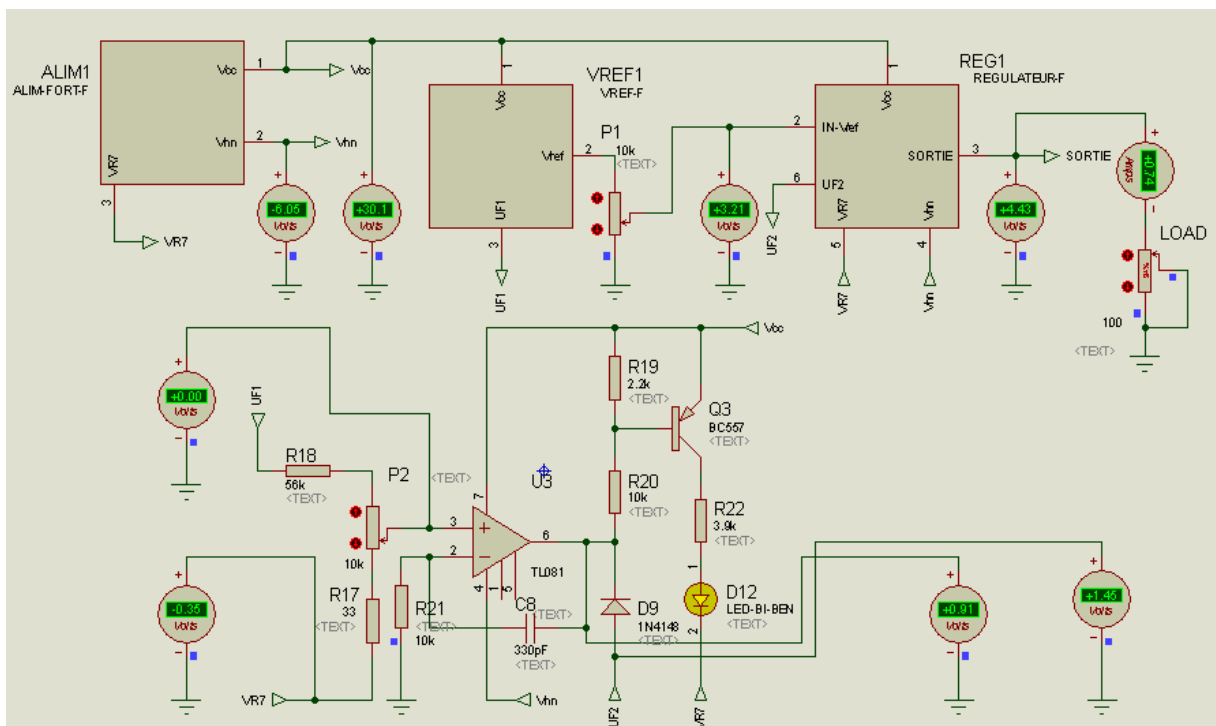 ALIM1
ALIM-FORT-F
Vcc
1
Vcc
Vhn
2
Vhn
VR7
3
VR7
-6.05
Volts
+30.1
Volts
VREF1
VREF-F
1
Vcc
Vref
2
UF1
3
UF1
P1
10k
<TEXT>
+3.21
Volts
REG1
REGULATEUR-F
1
Vcc
2
IN-Vref
6
UF2
UF2
SORTIE
3
SORTIE
VR7
Vhn
5
4
VR7
Vhn
+4.43
Volts
+0.74
Amps
LOAD
100
<TEXT>
+0.00
Volts
UF1
R18
56k
<TEXT>
P2
<TEXT>
10k
-0.35
Volts
R17
33
<TEXT>
VR7
R21
10k
<TEXT>
U3
7
3
2
6
4
1
5
TL081
<TEXT>
C8
330pF
<TEXT>
Vhn
Vcc
R19
2.2k
<TEXT>
Q3
BC557
<TEXT>
R20
10k
<TEXT>
R22
3.9k
<TEXT>
D9
1N4148
<TEXT>
1
D12
LED-BI-BEN
<TEXT>
2
UF2
VR7
+0.91
Volts
+1.45
Volts